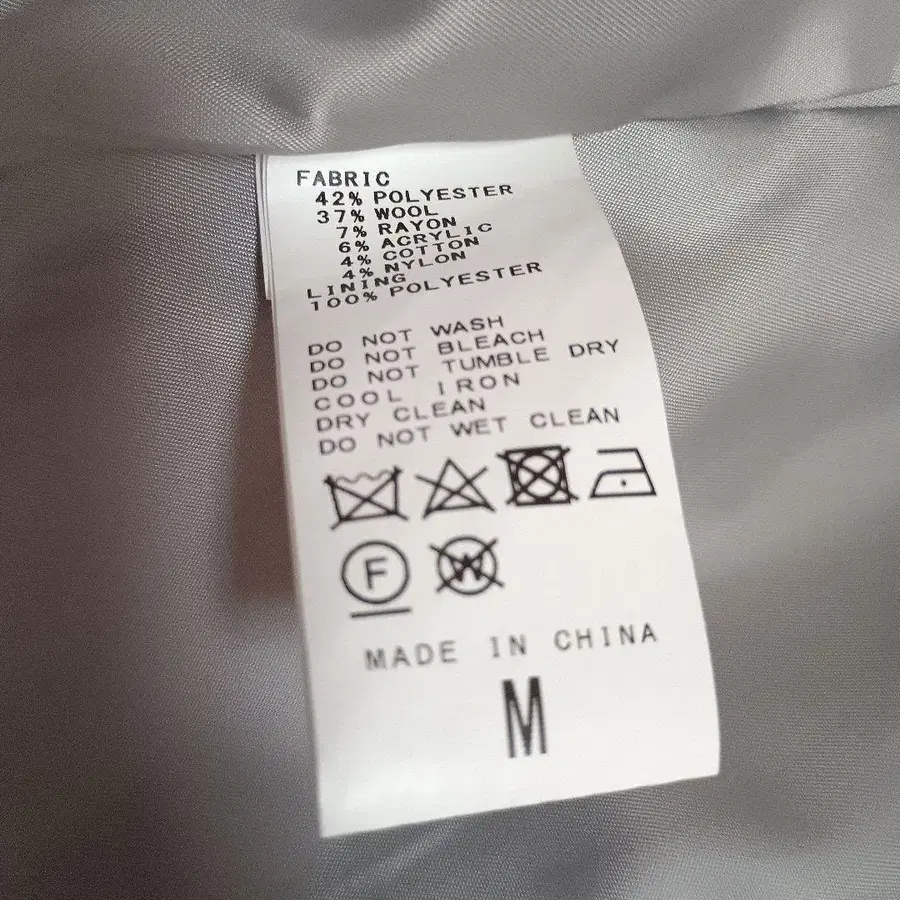 FABRIC
42% POLYESTER
37% WOOL
7% RAYON
6% ACRYLIC
4% COTTON
4% NYLON
LINING
100% POLYESTER
DO NOT WASH
DO NOT BLEACH
DO NOT TUMBLE DRY
COOL IRON
DRY CLEAN
DO NOT WET CLEAN
F W
MADE IN CHINA
M